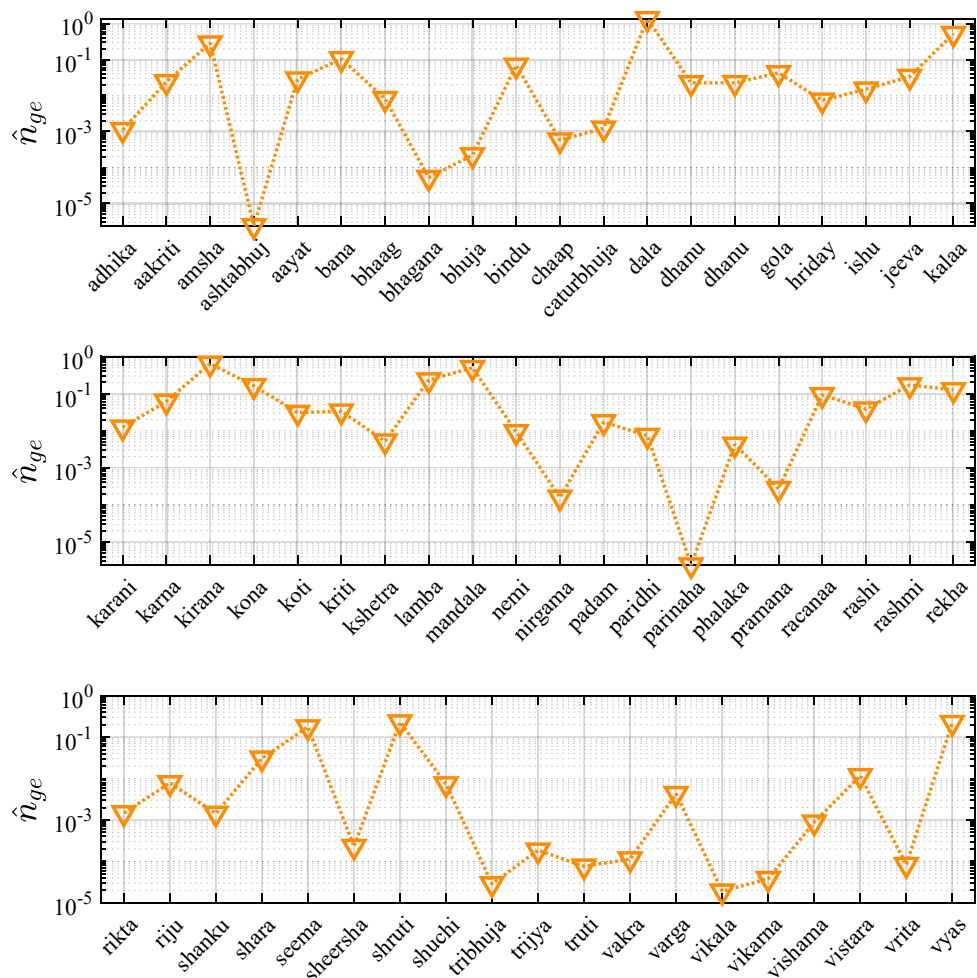 10^0
10^-1
10^-3
10^-5
n̂_ge
adhika aakriti amsha ashtabhuj aayat bana bhaag bhagana bhuja bindu chaap caturbhuja dala dhanu dhanu gola hriday ishu jeeva kalaa
10^0
10^-1
10^-3
10^-5
n̂_ge
karani karna kirana kona koti kriti kshetra lamba mandala nemi nirgama padam paridhi parinaha phalaka pramana racanaa rashi rashmi rekha
10^0
10^-1
10^-3
10^-5
n̂_ge
rikta riju shanku shara seema sheersha shruti shuchi tribhuja trijya truti vakra varga vikala vikarna vishama vistara vrita vyas